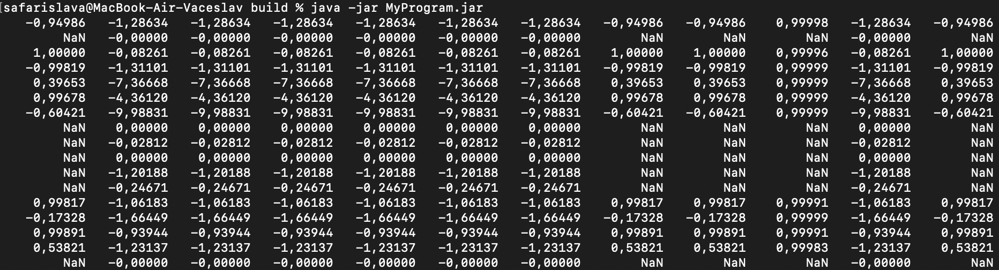 [safarislava@MacBook-Air-Vaceslav build % java -jar MyProgram.jar
-0,94986 -1,28634 -1,28634 -1,28634 -1,28634 -1,28634 -1,28634 -0,94986 -0,94986 0,99998 -1,28634 -0,94986
NaN -0,00000 -0,00000 -0,00000 -0,00000 -0,00000 -0,00000 NaN NaN NaN -0,00000 NaN
1,00000 -0,08261 -0,08261 -0,08261 -0,08261 -0,08261 -0,08261 1,00000 1,00000 0,99996 -0,08261 1,00000
-0,99819 -1,31101 -1,31101 -1,31101 -1,31101 -1,31101 -1,31101 -0,99819 -0,99819 0,99999 -1,31101 -0,99819
0,39653 -7,36668 -7,36668 -7,36668 -7,36668 -7,36668 -7,36668 0,39653 0,39653 0,99999 -7,36668 0,39653
0,99678 -4,36120 -4,36120 -4,36120 -4,36120 -4,36120 -4,36120 0,99678 0,99678 0,99999 -4,36120 0,99678
-0,60421 -9,98831 -9,98831 -9,98831 -9,98831 -9,98831 -9,98831 -0,60421 -0,60421 0,99999 -9,98831 -0,60421
NaN 0,00000 0,00000 0,00000 0,00000 0,00000 0,00000 NaN NaN NaN 0,00000 NaN
NaN -0,02812 -0,02812 -0,02812 -0,02812 -0,02812 -0,02812 NaN NaN NaN -0,02812 NaN
NaN 0,00000 0,00000 0,00000 0,00000 0,00000 0,00000 NaN NaN NaN 0,00000 NaN
NaN -1,20188 -1,20188 -1,20188 -1,20188 -1,20188 -1,20188 NaN NaN NaN -1,20188 NaN
NaN -0,24671 -0,24671 -0,24671 -0,24671 -0,24671 -0,24671 NaN NaN NaN -0,24671 NaN
0,99817 -1,06183 -1,06183 -1,06183 -1,06183 -1,06183 -1,06183 0,99817 0,99817 0,99991 -1,06183 0,99817
-0,17328 -1,66449 -1,66449 -1,66449 -1,66449 -1,66449 -1,66449 -0,17328 -0,17328 0,99999 -1,66449 -0,17328
0,99891 -0,93944 -0,93944 -0,93944 -0,93944 -0,93944 -0,93944 0,99891 0,99891 0,99991 -0,93944 0,99891
0,53821 -1,23137 -1,23137 -1,23137 -1,23137 -1,23137 -1,23137 0,53821 0,53821 0,99983 -1,23137 0,53821
NaN -0,00000 -0,00000 -0,00000 -0,00000 -0,00000 -0,00000 NaN NaN NaN -0,00000 NaN